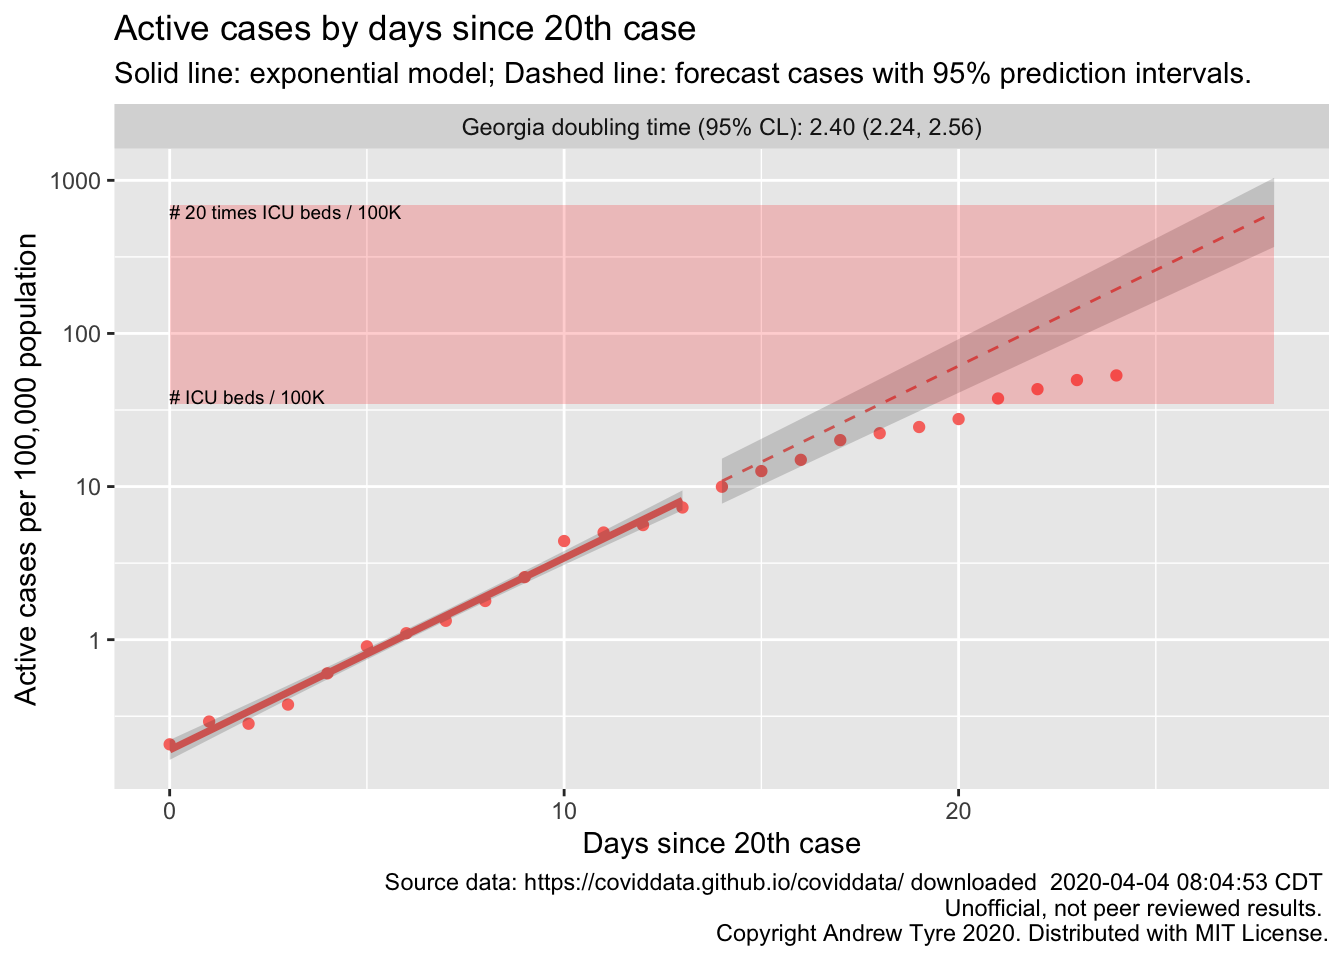 Active cases by days since 20th case
Solid line: exponential model; Dashed line: forecast cases with 95% prediction intervals.
Georgia doubling time (95% CL): 2.40 (2.24, 2.56)
Active cases per 100,000 population
1000
100
10
1
# 20 times ICU beds / 100K
# ICU beds / 100K
0
10
20
Days since 20th case
Source data: https://coviddata.github.io/coviddata/ downloaded  2020-04-04 08:04:53 CDT
Unofficial, not peer reviewed results.
Copyright Andrew Tyre 2020. Distributed with MIT License.